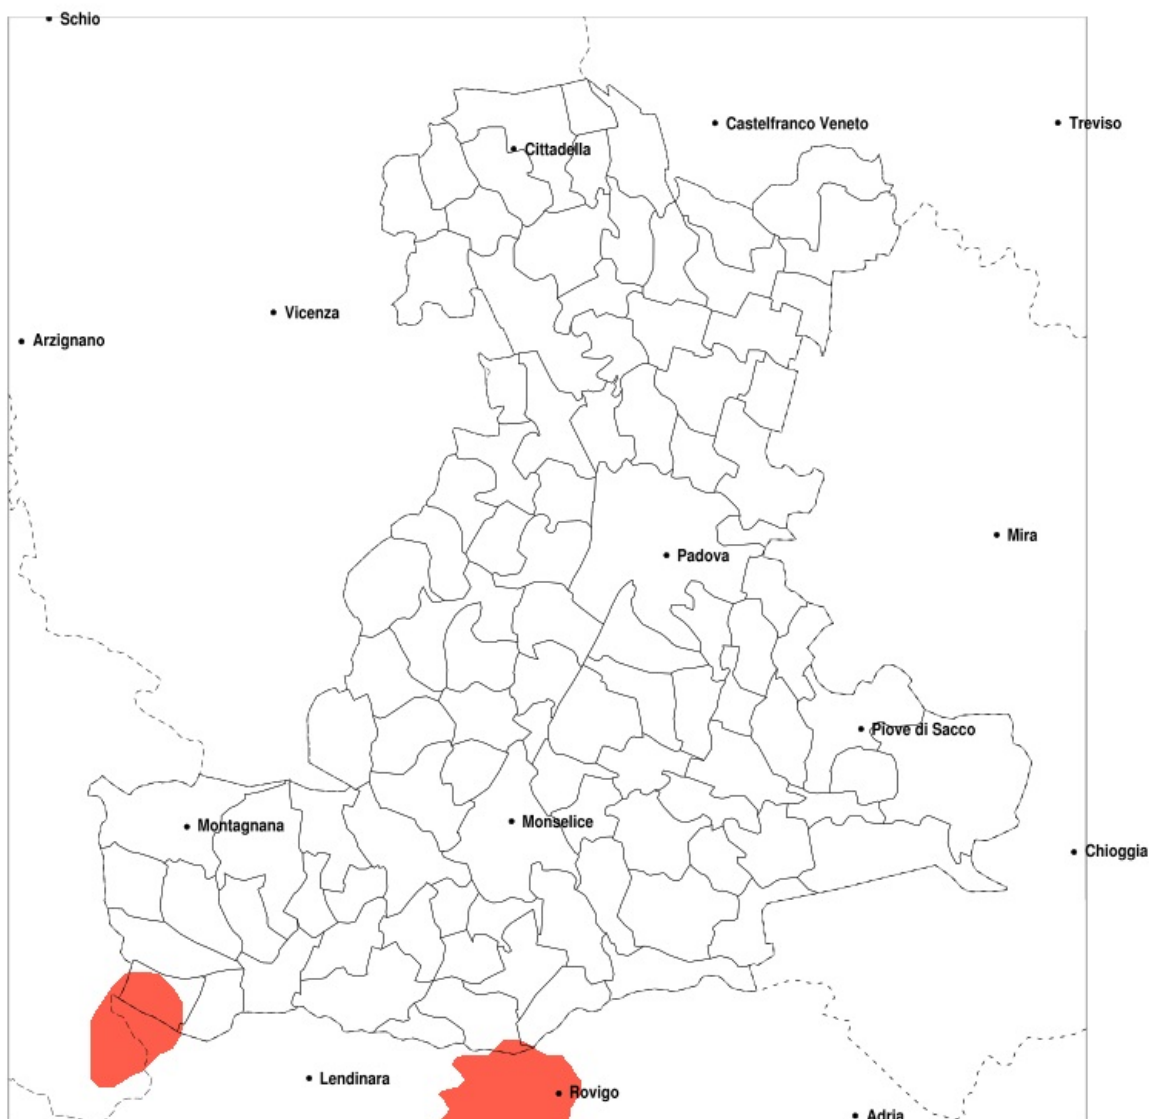 Schio
Castelfranco Veneto
Treviso
Cittadella
Vicenza
Arzignano
Mira
Padova
Piove di Sacco
Montagnana
Monselice
Chioggia
Lendinara
Rovigo
Adria